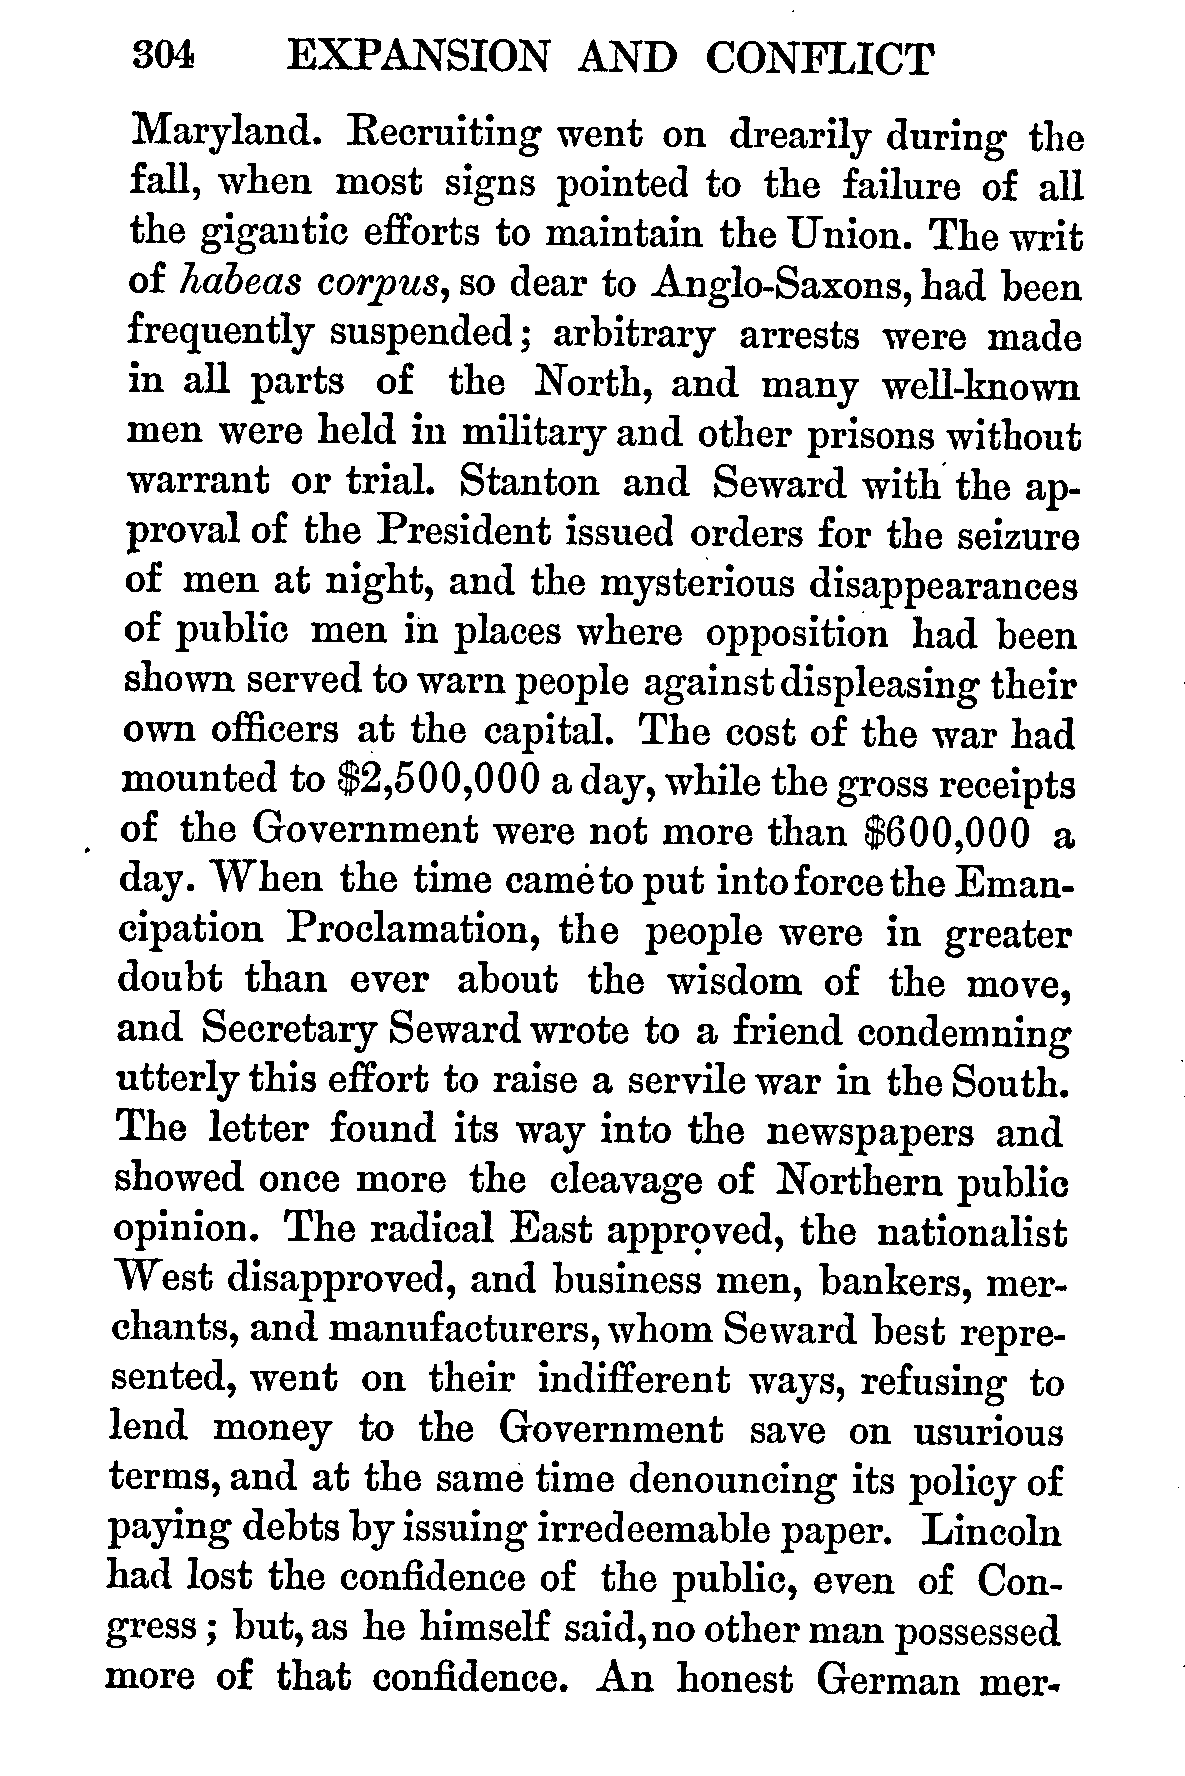 304 EXPANSION AND CONFLICT
Maryland. Recruiting went on drearily during the
fall, when most signs pointed to the failure of all
the gigantic efforts to maintain the Union. The writ
of habeas corpus, so dear to Anglo-Saxons, had been
frequently suspended; arbitrary arrests were made
in all parts of the North, and many well-known
men were held in military and other prisons without
warrant or trial. Stanton and Seward with the ap-
proval of the President issued orders for the seizure
of men at night, and the mysterious disappearances
of public men in places where opposition had been
shown served to warn people against displeasing their
own officers at the capital. The cost of the war had
mounted to $2,500,000 a day, while the gross receipts
of the Government were not more than $600,000 a
day. When the time came to put into force the Eman-
cipation Proclamation, the people were in greater
doubt than ever about the wisdom of the move,
and Secretary Seward wrote to a friend condemning
utterly this effort to raise a servile war in the South.
The letter found its way into the newspapers and
showed once more the cleavage of Northern public
opinion. The radical East approved, the nationalist
West disapproved, and business men, bankers, mer-
chants, and manufacturers, whom Seward best repre-
sented, went on their indifferent ways, refusing to
lend money to the Government save on usurious
terms, and at the same time denouncing its policy of
paying debts by issuing irredeemable paper. Lincoln
had lost the confidence of the public, even of Con-
gress; but, as he himself said, no other man possessed
more of that confidence. An honest German mer-